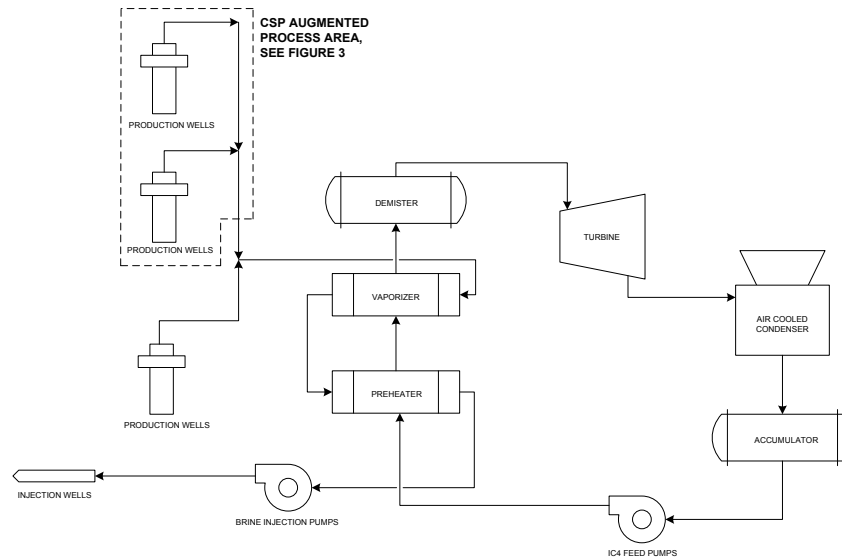 CSP AUGMENTED
PROCESS AREA,
SEE FIGURE 3
PRODUCTION WELLS
PRODUCTION WELLS
DEMISTER
TURBINE
VAPORIZER
AIR COOLED
CONDENSER
PREHEATER
PRODUCTION WELLS
ACCUMULATOR
INJECTION WELLS
BRINE INJECTION PUMPS
IC4 FEED PUMPS